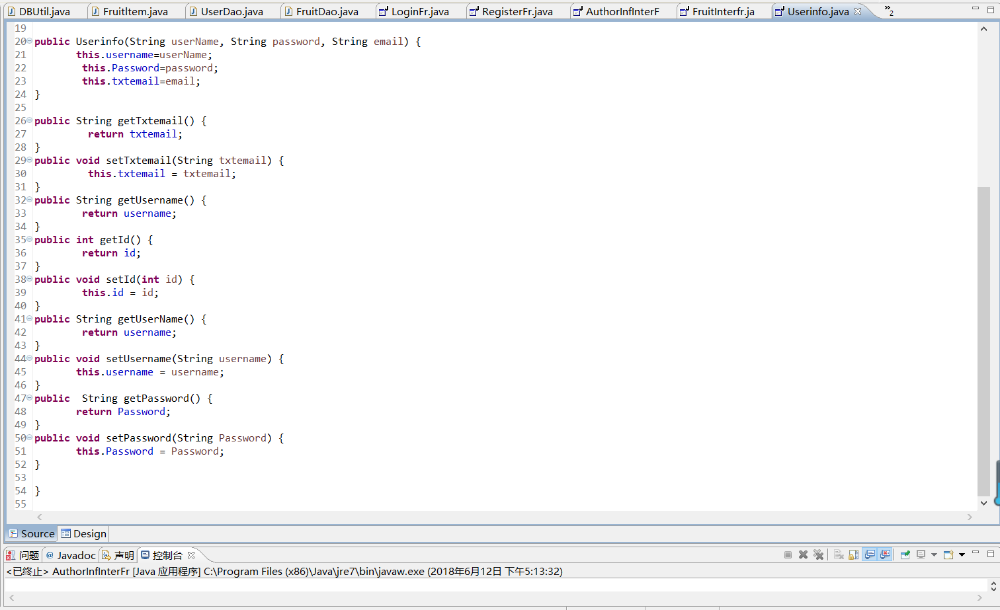 DBUtil.java FruitItem.java UserDao.java FruitDao.java LoginFr.java RegisterFr.java AuthorInfInterF FruitInterfr.ja Userinfo.java »2
19
20 public Userinfo(String userName, String password, String email) {
21 this.username=userName;
22 this.Password=password;
23 this.txtemail=email;
24 }
25
26 public String getTxtemail() {
27 return txtemail;
28 }
29 public void setTxtemail(String txtemail) {
30 this.txtemail = txtemail;
31 }
32 public String getUsername() {
33 return username;
34 }
35 public int getId() {
36 return id;
37 }
38 public void setId(int id) {
39 this.id = id;
40 }
41 public String getUserName() {
42 return username;
43 }
44 public void setUsername(String username) {
45 this.username = username;
46 }
47 public  String getPassword() {
48 return Password;
49 }
50 public void setPassword(String Password) {
51 this.Password = Password;
52 }
53
54 }
55
Source Design
问题 @ Javadoc 声明 控制台
<已终止> AuthorInfInterFr [Java 应用程序] C:\Program Files (x86)\Java\jre7\bin\javaw.exe (2018年6月12日 下午5:13:32)